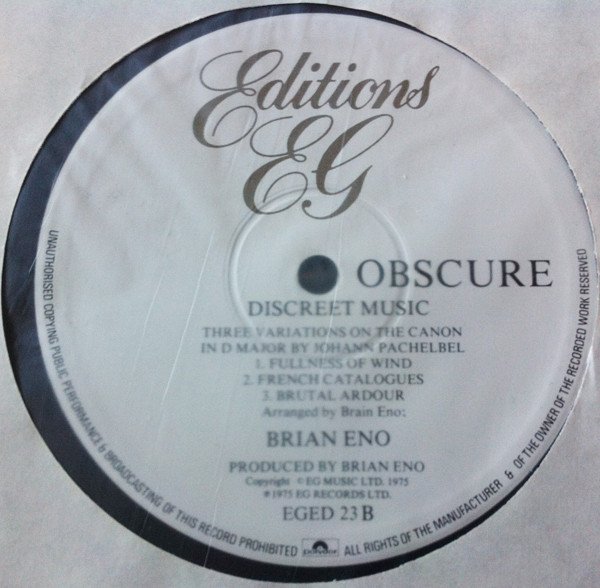 Editions
EG
OBSCURE
DISCREET MUSIC
THREE VARIATIONS ON THE CANON
IN D MAJOR BY JOHANN PACHELBEL
1. FULLNESS OF WIND
2. FRENCH CATALOGUES
3. BRUTAL ARDOUR
Arranged by Brain Eno:
BRIAN ENO
PRODUCED BY BRIAN ENO
Copyright © EG MUSIC LTD. 1975
℗ 1975 EG RECORDS LTD.
EGED 23 B
UNAUTHORISED COPYING PUBLIC PERFORMANCE & BROADCASTING OF THIS RECORD PROHIBITED
polydor
ALL RIGHTS OF THE MANUFACTURER & OF THE OWNER OF THE RECORDED WORK RESERVED